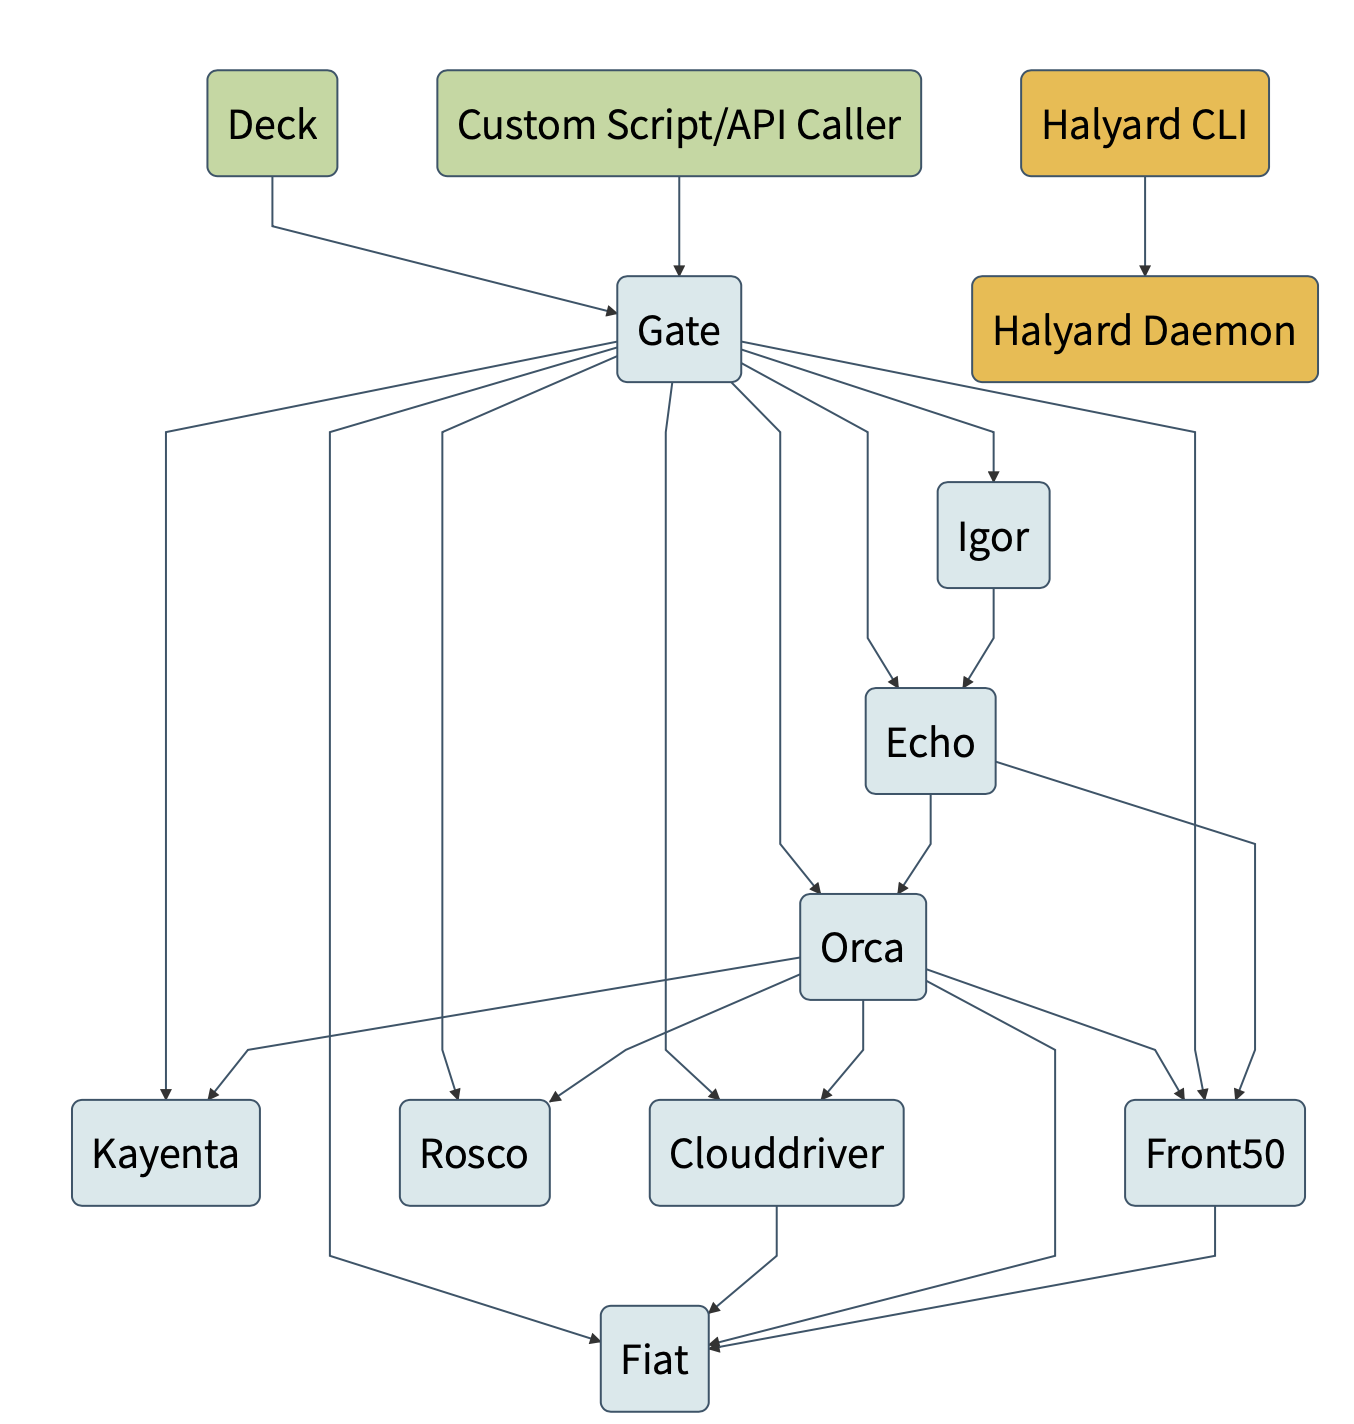 Deck
Custom Script/API Caller
Halyard CLI
Gate
Halyard Daemon
Igor
Echo
Orca
Kayenta
Rosco
Clouddriver
Front50
Fiat